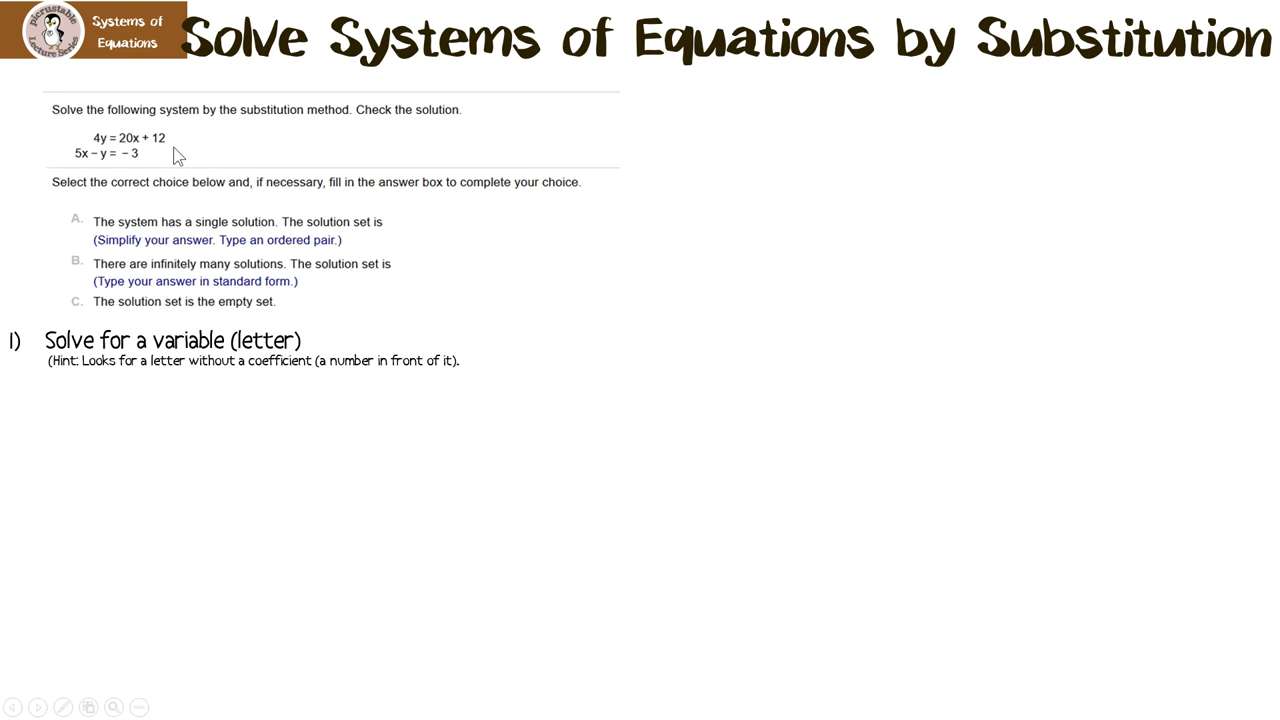 picrustable
Lecture Series
Systems of
Equations
Solve Systems of Equations by Substitution
Solve the following system by the substitution method. Check the solution.
4y = 20x + 12
5x − y = − 3
Select the correct choice below and, if necessary, fill in the answer box to complete your choice.
A. The system has a single solution. The solution set is
(Simplify your answer. Type an ordered pair.)
B. There are infinitely many solutions. The solution set is
(Type your answer in standard form.)
C. The solution set is the empty set.
1) Solve for a variable (letter)
(Hint: Looks for a letter without a coefficient (a number in front of it).